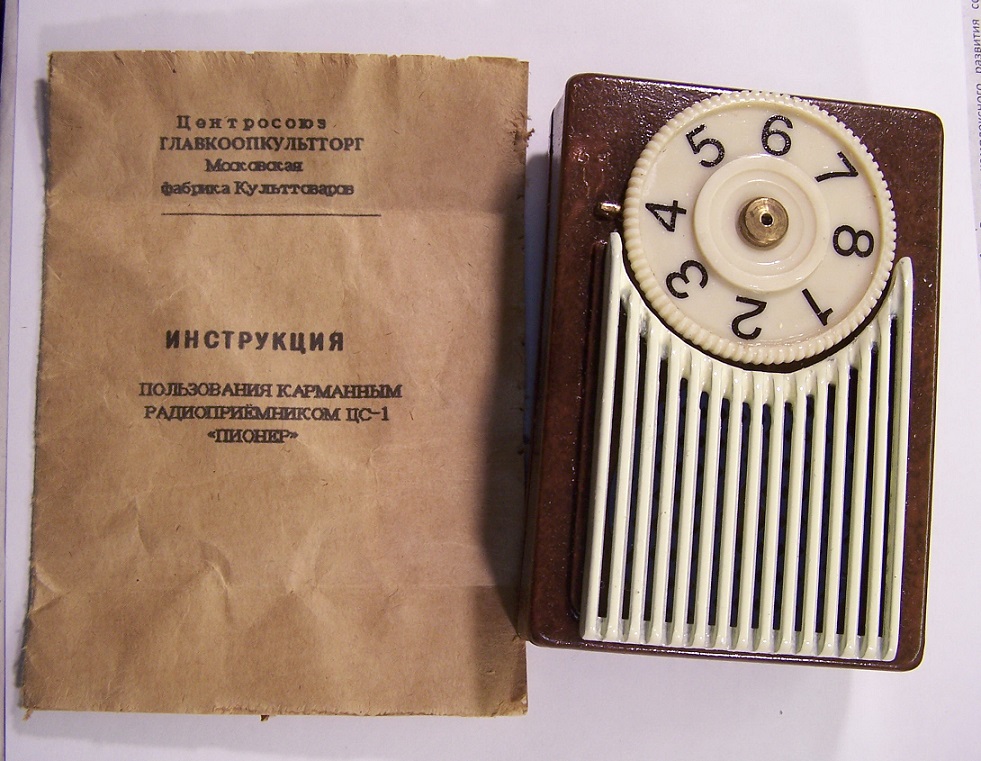 Центросоюз
ГЛАВКООПКУЛЬТТОРГ
Московская
фабрика Культтоваров
ИНСТРУКЦИЯ
ПОЛЬЗОВАНИЯ КАРМАННЫМ
РАДИОПРИЁМНИКОМ ЦС-1
«ПИОНЕР»
1 2 3 4 5 6 7 8
развития